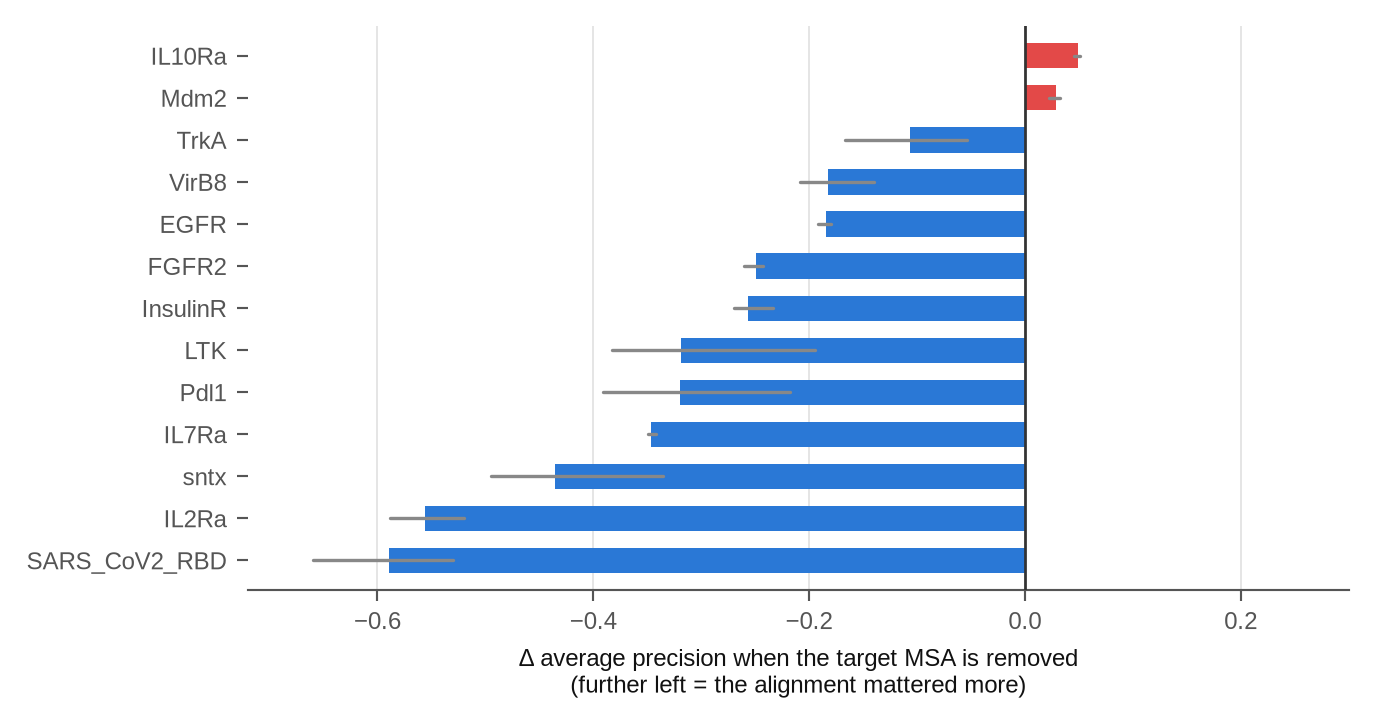 IL10Ra
Mdm2
TrkA
VirB8
EGFR
FGFR2
InsulinR
LTK
Pdl1
IL7Ra
sntx
IL2Ra
SARS_CoV2_RBD
−0.6 −0.4 −0.2 0.0 0.2
Δ average precision when the target MSA is removed
(further left = the alignment mattered more)